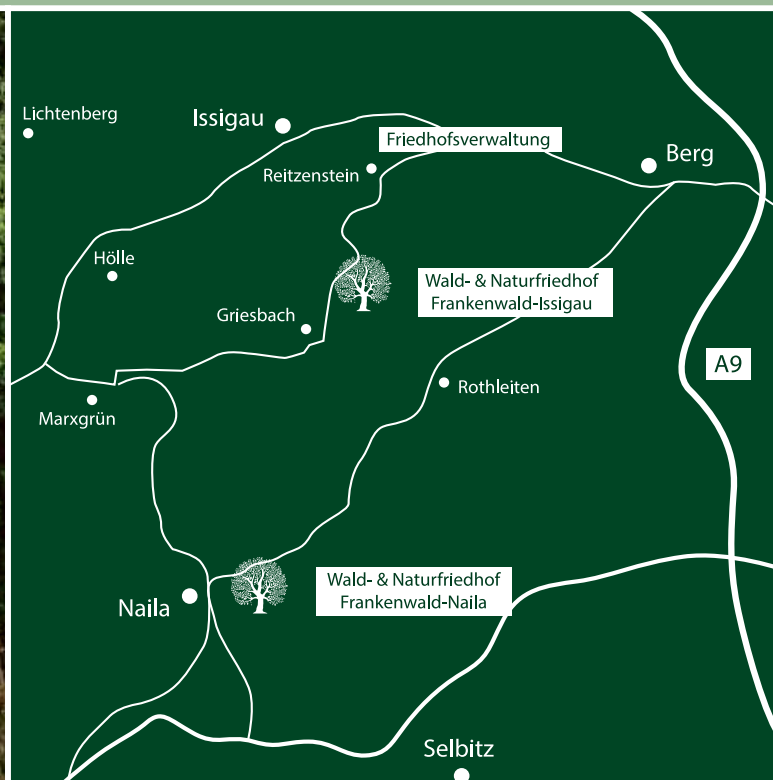 Lichtenberg
Issigau
Friedhofsverwaltung
Berg
Reitzenstein
Hölle
Wald- & Naturfriedhof
Frankenwald-Issigau
Griesbach
A9
Rothleiten
Marxgrün
Wald- & Naturfriedhof
Frankenwald-Naila
Naila
Selbitz